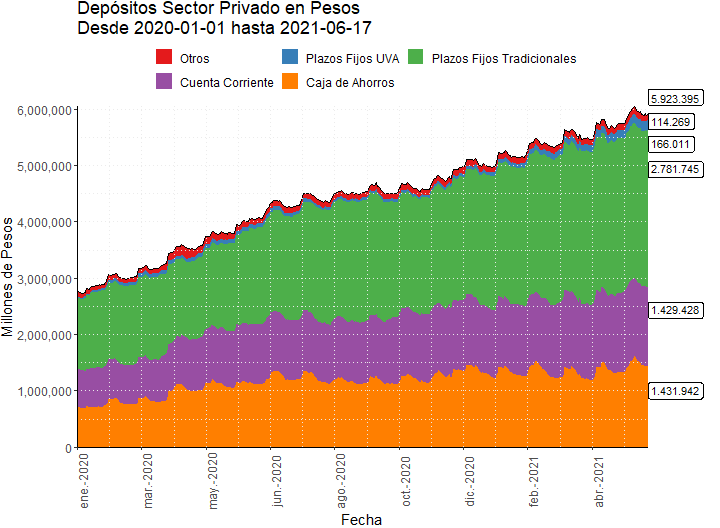 Depósitos Sector Privado en Pesos
Desde 2020-01-01 hasta 2021-06-17
Otros
Plazos Fijos UVA
Plazos Fijos Tradicionales
Cuenta Corriente
Caja de Ahorros
Millones de Pesos
6,000,000
5,000,000
4,000,000
3,000,000
2,000,000
1,000,000
0
5.923.395
114.269
166.011
2.781.745
1.429.428
1.431.942
ene.-2020
mar.-2020
may.-2020
jun.-2020
ago.-2020
oct.-2020
dic.-2020
feb.-2021
abr.-2021
Fecha